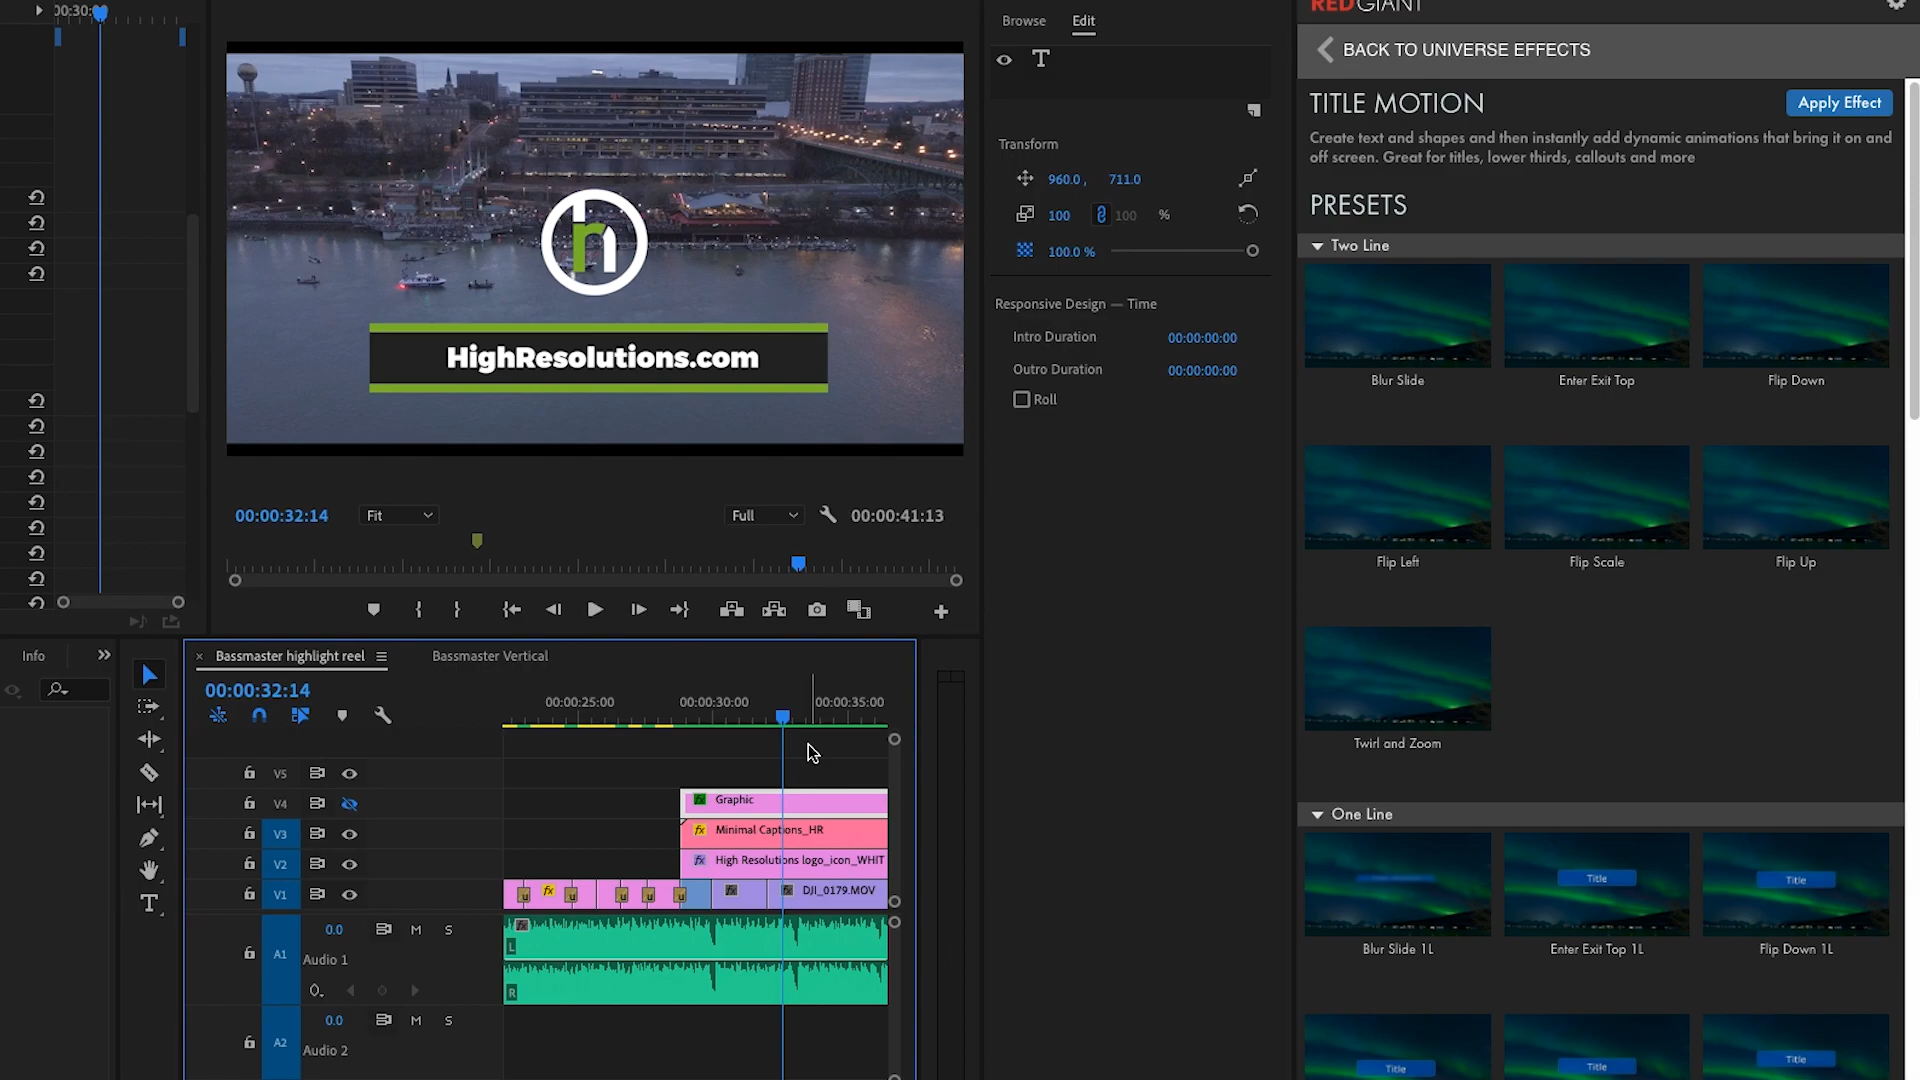 00:30:00
Browse
Edit
T
Transform
960.0 ,
711.0
100
100
%
100.0 %
Responsive Design — Time
Intro Duration
00:00:00:00
Outro Duration
00:00:00:00
Roll
RED GIANT
BACK TO UNIVERSE EFFECTS
TITLE MOTION
Apply Effect
Create text and shapes and then instantly add dynamic animations that bring it on and
off screen. Great for titles, lower thirds, callouts and more
PRESETS
Two Line
Blur Slide
Enter Exit Top
Flip Down
Flip Left
Flip Scale
Flip Up
Twirl and Zoom
One Line
Title
Title
Blur Slide 1L
Enter Exit Top 1L
Flip Down 1L
Title
Title
Title
hr
HighResolutions.com
00:00:32:14
Fit
Full
00:00:41:13
Info
Bassmaster highlight reel
Bassmaster Vertical
00:00:32:14
00:00:25:00
00:00:30:00
00:00:35:00
V5
V4
Graphic
V3
fx
Minimal Captions_HR
V2
fx
High Resolutions logo_icon_WHIT
V1
fx
DJI_0179.MOV
A1
0.0
M
S
Audio 1
L
R
A2
0.0
M
S
Audio 2